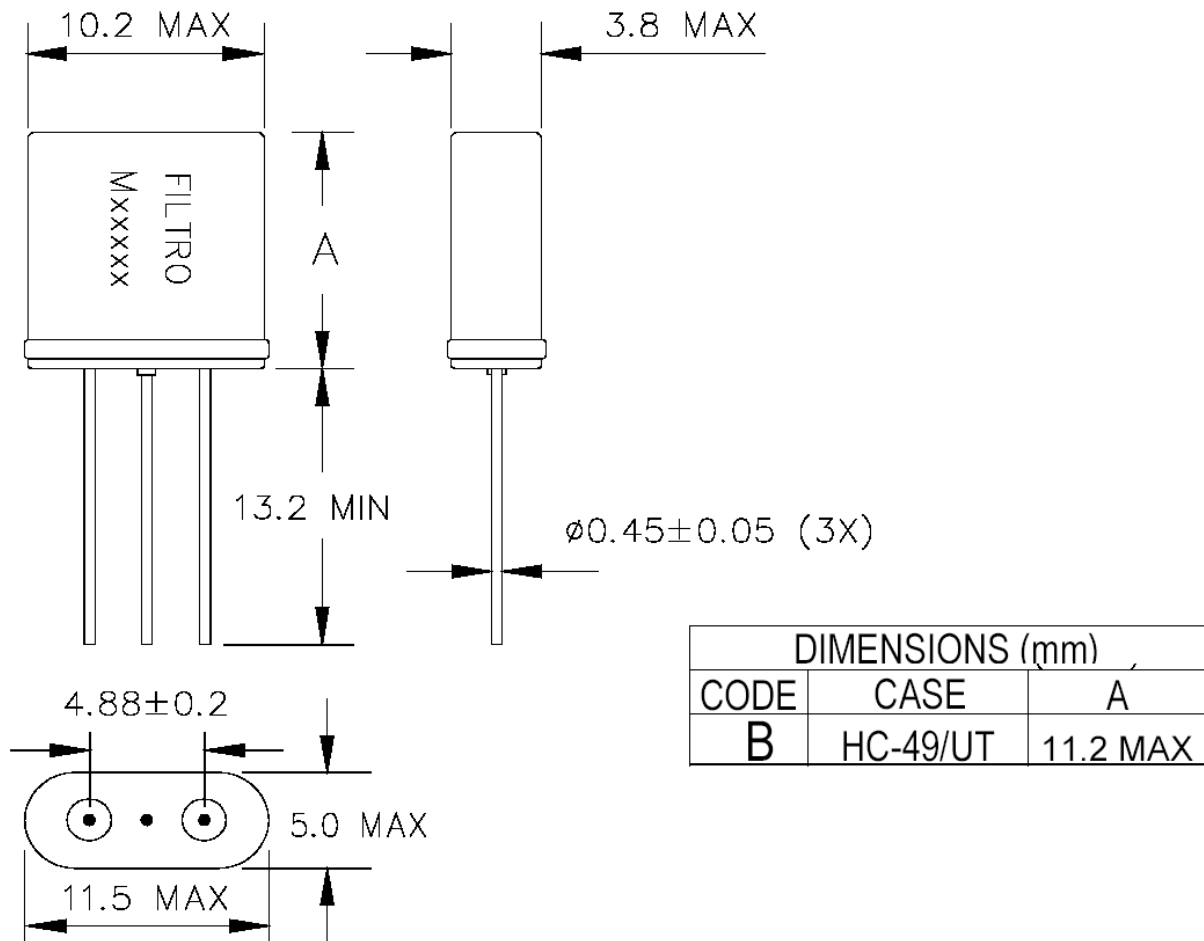 10.2 MAX
3.8 MAX
FILTRO
Mxxxxx
A
13.2 MIN
ø0.45±0.05 (3X)
DIMENSIONS (mm)
CODE CASE A
B HC-49/UT 11.2 MAX
4.88±0.2
5.0 MAX
11.5 MAX